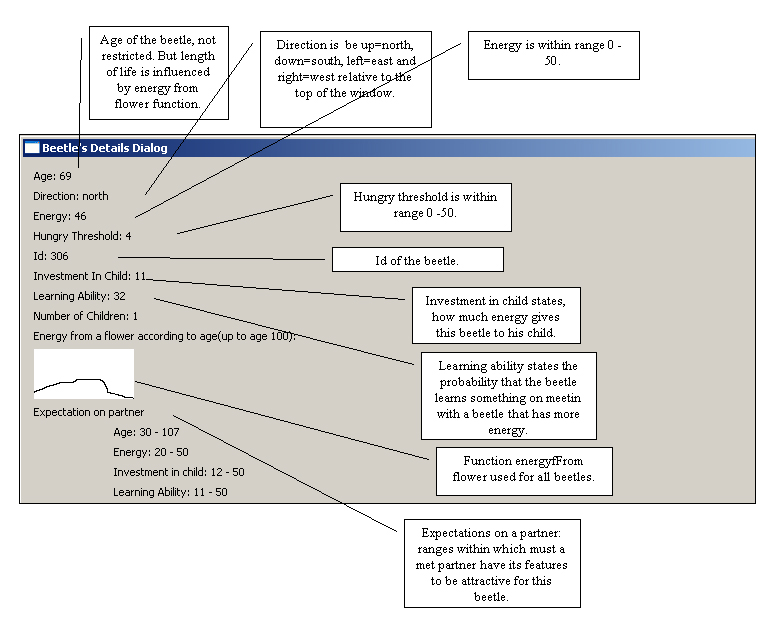 Age of the beetle, not
restricted. But length
of life is influenced
by energy from
flower function.
Direction is  be up=north,
down=south, left=east and
right=west relative to the
top of the window.
Energy is within range 0 -
50.
Beetle's Details Dialog
Age: 69
Direction: north
Energy: 46
Hungry Threshold: 4
Id: 306
Investment In Child: 11
Learning Ability: 32
Number of Children: 1
Energy from a flower according to age(up to age 100):
Expectation on partner
Age: 30 - 107
Energy: 20 - 50
Investment in child: 12 - 50
Learning Ability: 11 - 50
Hungry threshold is within
range 0 -50.
Id of the beetle.
Investment in child states,
how much energy gives
this beetle to his child.
Learning ability states the
probability that the beetle
learns something on meetin
with a beetle that has more
energy.
Function energyfFrom
flower used for all beetles.
Expectations on a partner:
ranges within which must a
met partner have its features
to be attractive for this
beetle.